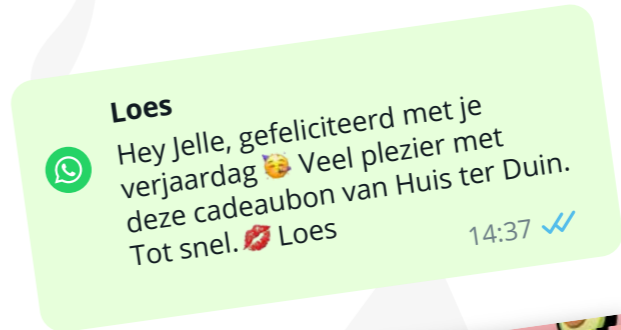 Loes
Hey Jelle, gefeliciteerd met je
verjaardag 🥳 Veel plezier met
deze cadeaubon van Huis ter Duin.
Tot snel.💋 Loes
14:37